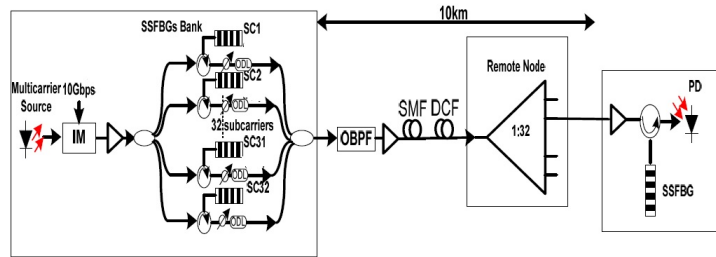 SSFBGs Bank
SC1
10km
Multicarrier
Source
10Gbps
IM
ODL
SC2
ODL
32 subcarriers
SC31
ODL
SC32
ODL
OBPF
SMF DCF
Remote Node
1:32
PD
SSFBG